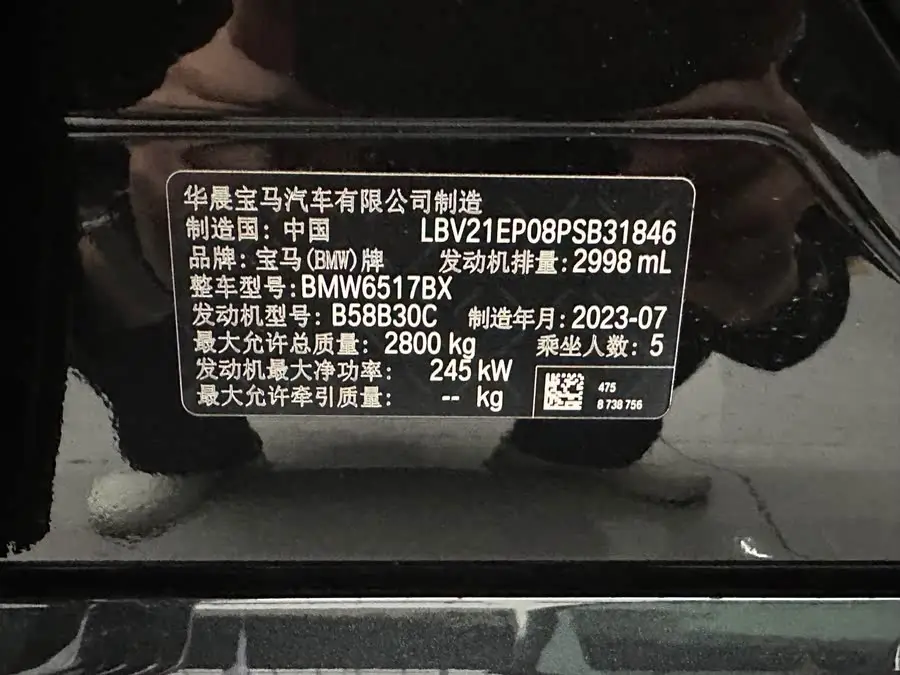 华晨宝马汽车有限公司制造
制造国：中国 LBV21EP08PSB31846
品牌：宝马(BMW)牌 发动机排量：2998 mL
整车型号：BMW6517BX
发动机型号：B58B30C 制造年月：2023-07
最大允许总质量：2800 kg 乘坐人数：5
发动机最大净功率：245 kW
最大允许牵引质量：-- kg
475
8 738 756